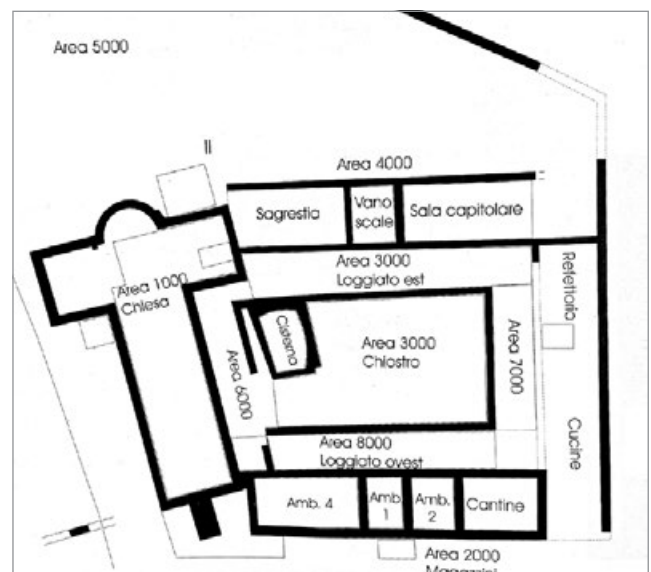 Area 5000
II
Area 4000
Sagrestia
Vano
scale
Sala capitolare
Area 1000
Chiesa
Area 3000
Loggiato est
Refettorio
Cisterna
Area 3000
Chiostro
Area 6000
Area 7000
Area 8000
Loggiato ovest
Cucine
Amb. 4
Amb.
1
Amb.
2
Cantine
Area 2000
Magazzini